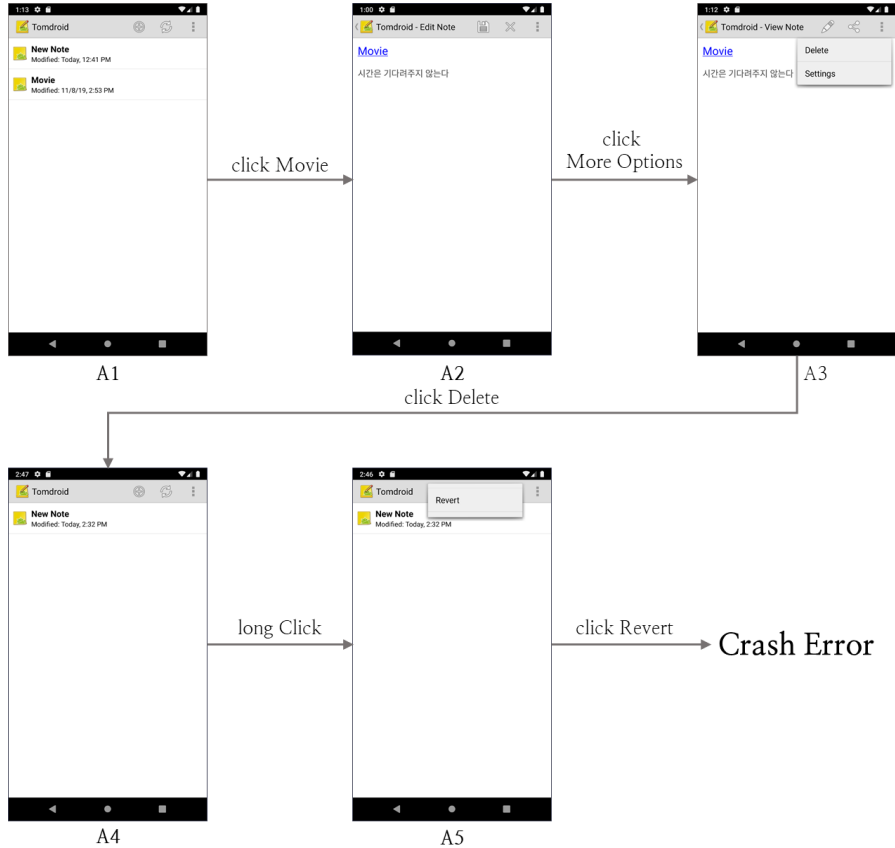 1:13
Tomdroid
New Note
Modified: Today, 12:41 PM
Movie
Modified: 11/8/19, 2:53 PM
A1
click Movie
1:00
Tomdroid - Edit Note
Movie
시간은 기다려주지 않는다
A2
click
More Options
1:12
Tomdroid - View Note
Movie
시간은 기다려주지 않는다
Delete
Settings
A3
click Delete
2:47
Tomdroid
New Note
Modified: Today, 2:32 PM
A4
long Click
2:46
Tomdroid
Revert
New Note
Modified: Today, 2:32 PM
A5
click Revert
Crash Error